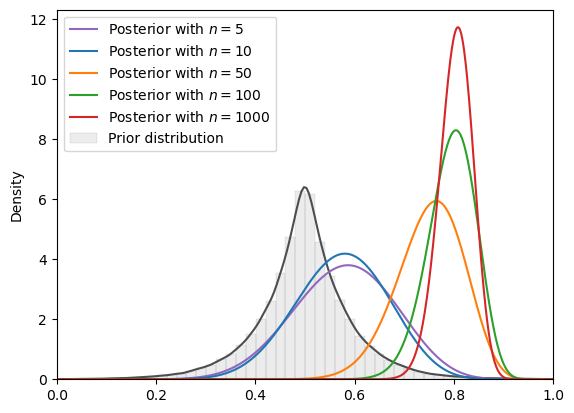 Posterior with n = 5
Posterior with n = 10
Posterior with n = 50
Posterior with n = 100
Posterior with n = 1000
Prior distribution
Density
12
10
8
6
4
2
0
0.0 0.2 0.4 0.6 0.8 1.0